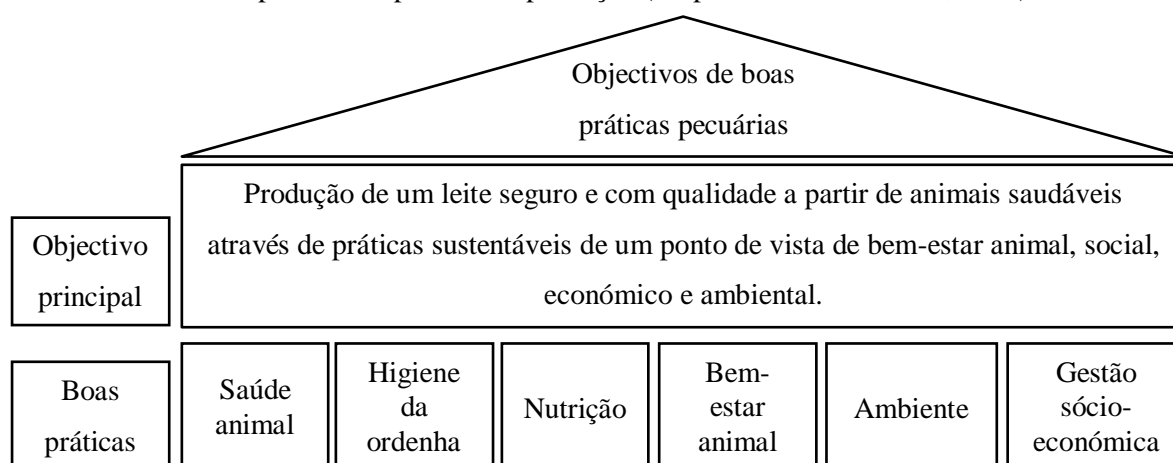 Objectivos de boas
práticas pecuárias
Produção de um leite seguro e com qualidade a partir de animais saudáveis
através de práticas sustentáveis de um ponto de vista de bem-estar animal, social,
económico e ambiental.
Objectivo
principal
Boas
práticas
Saúde
animal
Higiene
da
ordenha
Nutrição
Bem-
estar
animal
Ambiente
Gestão
sócio-
económica